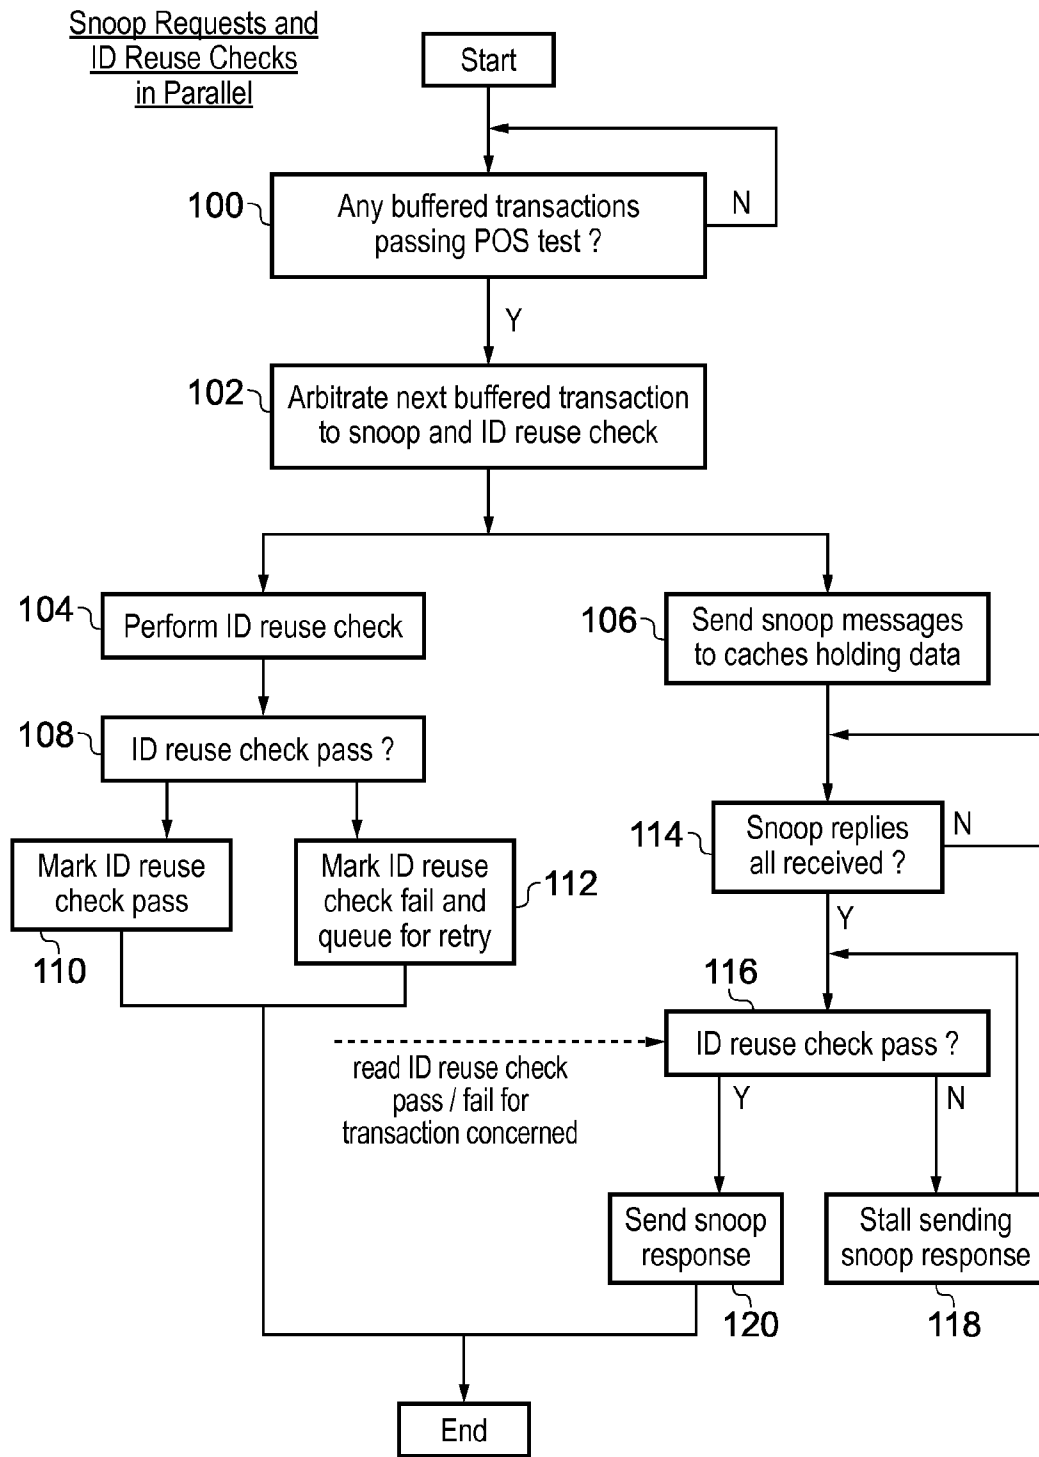 Snoop Requests and
ID Reuse Checks
in Parallel
Start
100
Any buffered transactions
passing POS test ?
N
Y
102
Arbitrate next buffered transaction
to snoop and ID reuse check
104
Perform ID reuse check
106
Send snoop messages
to caches holding data
108
ID reuse check pass ?
114
Snoop replies
all received ?
N
Y
Mark ID reuse
check pass
110
Mark ID reuse
check fail and
queue for retry
112
116
ID reuse check pass ?
read ID reuse check
pass / fail for
transaction concerned
Y
N
Send snoop
response
120
Stall sending
snoop response
118
End